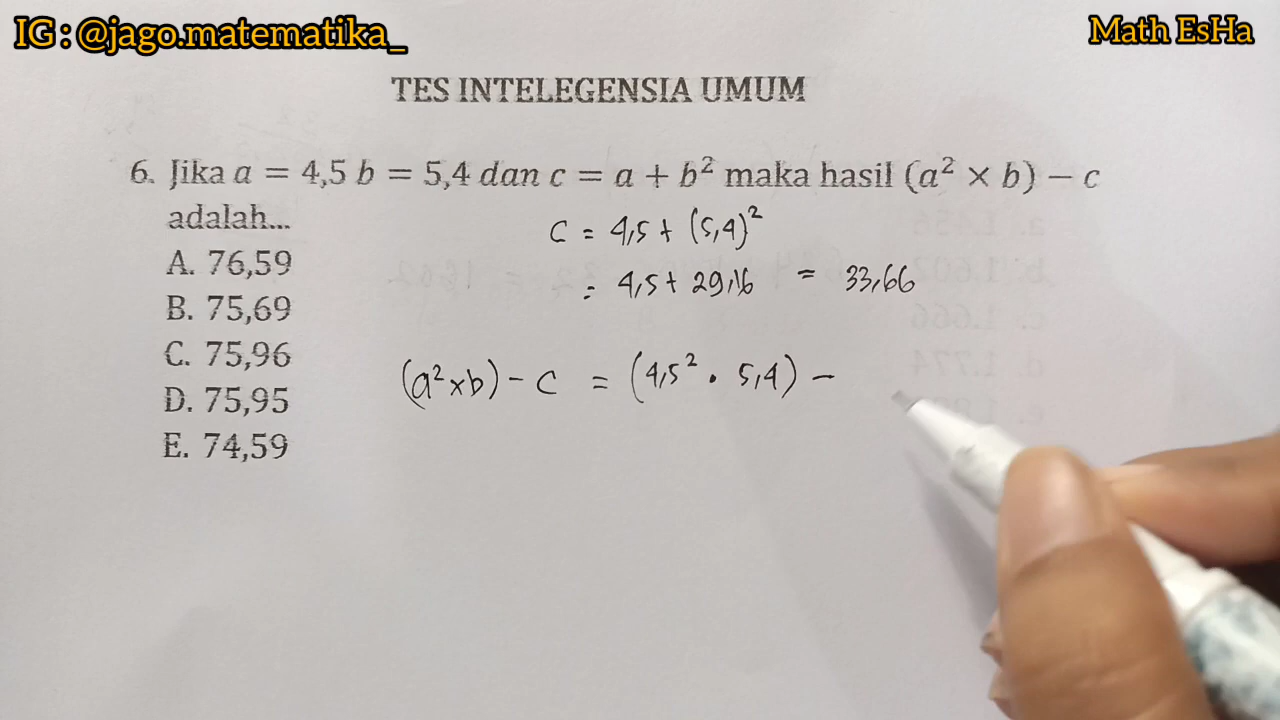 IG : @jago.matematika_
Math EsHa
TES INTELEGENSIA UMUM
6. Jika a = 4,5 b = 5,4 dan c = a + b² maka hasil (a² × b) − c
adalah...
A. 76,59
B. 75,69
C. 75,96
D. 75,95
E. 74,59
C = 4,5 + (5,4)²
= 4,5 + 29,16 = 33,66
(a² × b) − C = (4,5² • 5,4) −